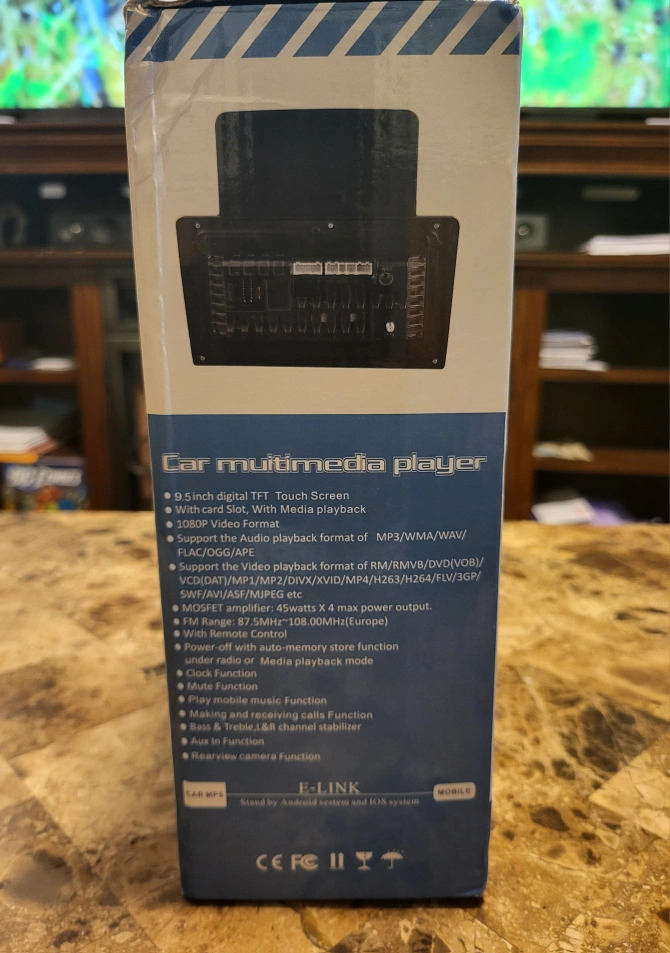 Car multimedia player
9.5inch digital TFT Touch Screen
With card Slot, With Media playback
1080P Video Format
Support the Audio playback format of MP3/WMA/WAV/
FLAC/OGG/APE
Support the Video playback format of RM/RMVB/DVD(VOB)/
VCD(DAT)/MP1/MP2/DIVX/XVID/MP4/H263/H264/FLV/3GP/
SWF/AVI/ASF/MJPEG etc
MOSFET amplifier: 45watts X 4 max power output.
FM Range: 87.5MHz~108.00MHz(Europe)
With Remote Control
Power-off with auto-memory store function
under radio or Media playback mode
Clock Function
Mute Function
Play mobile music Function
Making and receiving calls Function
Bass & Treble,L&R channel stabilizer
Aux In Function
Rearview camera Function
E-LINK
CAR MP5
MOBILE
Stand by Android sestem and IOS system
CE FC